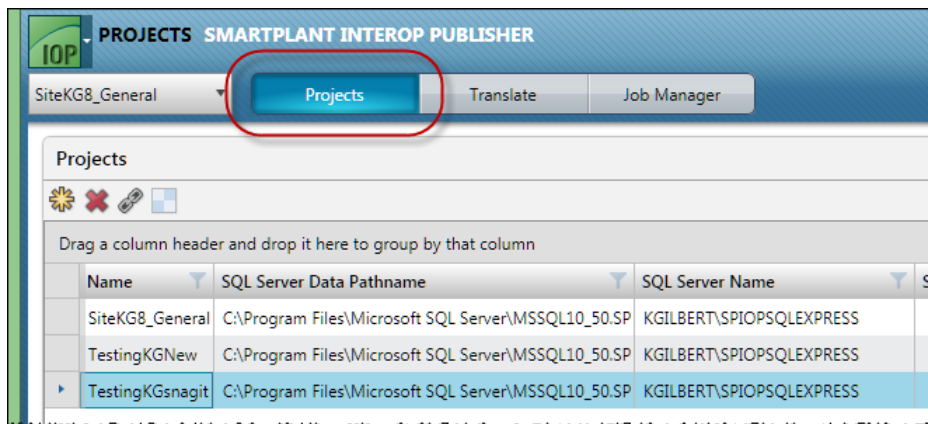 IOP PROJECTS SMARTPLANT INTEROP PUBLISHER
SiteKG8_General Projects Translate Job Manager
Projects
Drag a column header and drop it here to group by that column
Name SQL Server Data Pathname SQL Server Name S
SiteKG8_General C:\Program Files\Microsoft SQL Server\MSSQL10_50.SP KGILBERT\SPIOPSQLEXPRESS
TestingKGNew C:\Program Files\Microsoft SQL Server\MSSQL10_50.SP KGILBERT\SPIOPSQLEXPRESS
TestingKGsnagit C:\Program Files\Microsoft SQL Server\MSSQL10_50.SP KGILBERT\SPIOPSQLEXPRESS